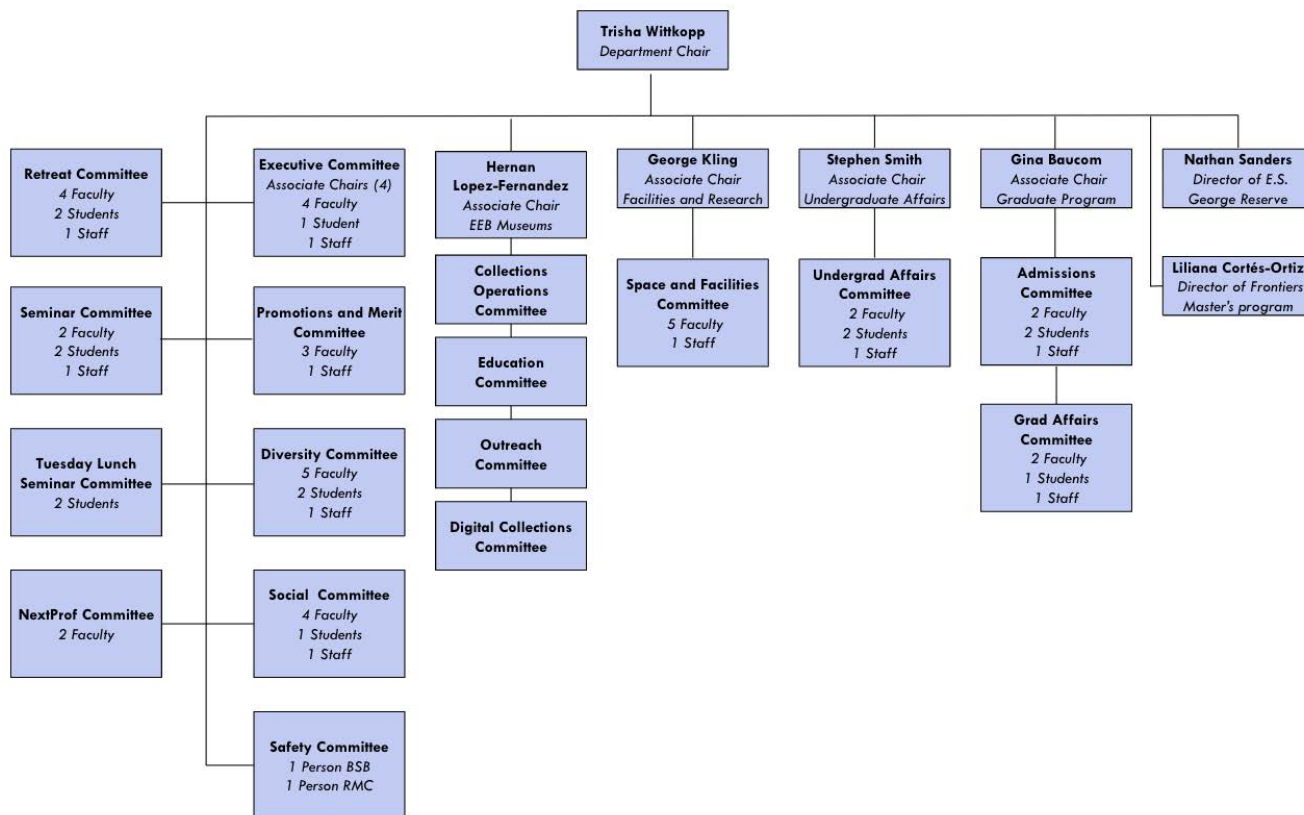 Trisha Wittkopp
Department Chair
Retreat Committee
4 Faculty
2 Students
1 Staff
Executive Committee
Associate Chairs (4)
4 Faculty
1 Student
1 Staff
Hernan
Lopez-Fernandez
Associate Chair
EEB Museums
George Kling
Associate Chair
Facilities and Research
Stephen Smith
Associate Chair
Undergraduate Affairs
Gina Baucom
Associate Chair
Graduate Program
Nathan Sanders
Director of E.S.
George Reserve
Seminar Committee
2 Faculty
2 Students
1 Staff
Promotions and Merit
Committee
3 Faculty
1 Staff
Collections
Operations
Committee
Space and Facilities
Committee
5 Faculty
1 Staff
Undergrad Affairs
Committee
2 Faculty
2 Students
1 Staff
Admissions
Committee
2 Faculty
2 Students
1 Staff
Liliana Cortés-Ortiz
Director of Frontiers
Master's program
Education
Committee
Tuesday Lunch
Seminar Committee
2 Students
Diversity Committee
5 Faculty
2 Students
1 Staff
Outreach
Committee
Grad Affairs
Committee
2 Faculty
1 Students
1 Staff
Digital Collections
Committee
NextProf Committee
2 Faculty
Social Committee
4 Faculty
1 Students
1 Staff
Safety Committee
1 Person BSB
1 Person RMC